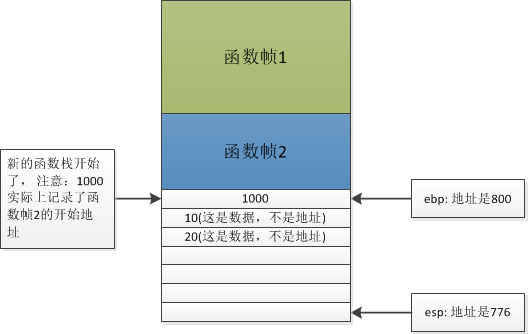 函数帧1
函数帧2
新的函数栈开始
了，注意：1000
实际上记录了函
数帧2的开始地
址
1000
ebp: 地址是800
10(这是数据，不是地址)
20(这是数据，不是地址)
esp: 地址是776